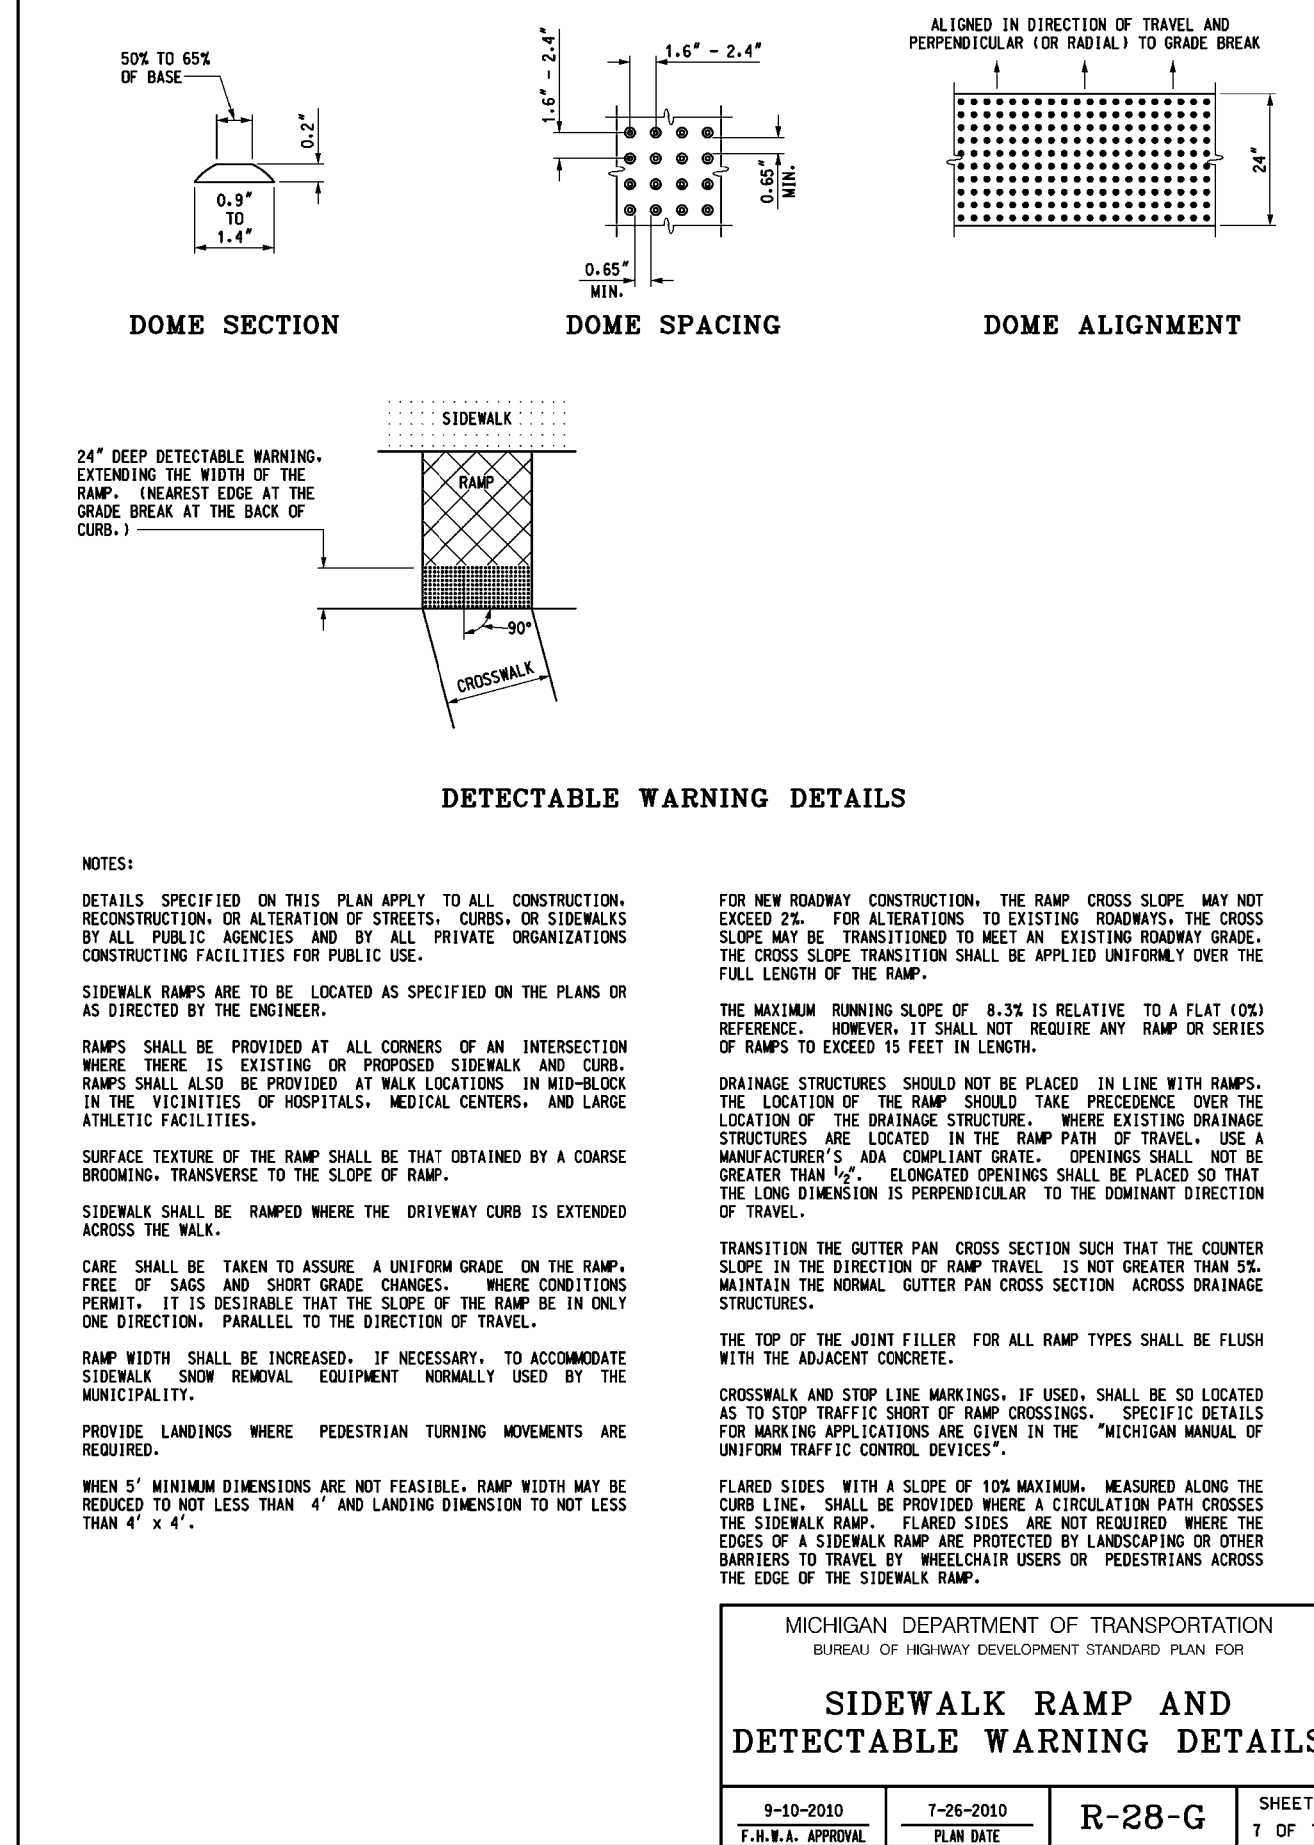 50% TO 65%
OF BASE
0.2"
0.9"
TO
1.4"
DOME SECTION
1.6" - 2.4"
1.6" - 2.4"
0.65"
MIN.
0.65"
MIN.
DOME SPACING
ALIGNED IN DIRECTION OF TRAVEL AND
PERPENDICULAR (OR RADIAL) TO GRADE BREAK
24"
DOME ALIGNMENT
SIDEWALK
24" DEEP DETECTABLE WARNING,
EXTENDING THE WIDTH OF THE
RAMP. (NEAREST EDGE AT THE
GRADE BREAK AT THE BACK OF
CURB.)
RAMP
90°
CROSSWALK
DETECTABLE WARNING DETAILS
NOTES:
DETAILS SPECIFIED ON THIS PLAN APPLY TO ALL CONSTRUCTION,
RECONSTRUCTION, OR ALTERATION OF STREETS, CURBS, OR SIDEWALKS
BY ALL PUBLIC AGENCIES AND BY ALL PRIVATE ORGANIZATIONS
CONSTRUCTING FACILITIES FOR PUBLIC USE.
SIDEWALK RAMPS ARE TO BE LOCATED AS SPECIFIED ON THE PLANS OR
AS DIRECTED BY THE ENGINEER.
RAMPS SHALL BE PROVIDED AT ALL CORNERS OF AN INTERSECTION
WHERE THERE IS EXISTING OR PROPOSED SIDEWALK AND CURB.
RAMPS SHALL ALSO BE PROVIDED AT WALK LOCATIONS IN MID-BLOCK
IN THE VICINITIES OF HOSPITALS, MEDICAL CENTERS, AND LARGE
ATHLETIC FACILITIES.
SURFACE TEXTURE OF THE RAMP SHALL BE THAT OBTAINED BY A COARSE
BROOMING, TRANSVERSE TO THE SLOPE OF RAMP.
SIDEWALK SHALL BE RAMPED WHERE THE DRIVEWAY CURB IS EXTENDED
ACROSS THE WALK.
CARE SHALL BE TAKEN TO ASSURE A UNIFORM GRADE ON THE RAMP,
FREE OF SAGS AND SHORT GRADE CHANGES. WHERE CONDITIONS
PERMIT, IT IS DESIRABLE THAT THE SLOPE OF THE RAMP BE IN ONLY
ONE DIRECTION, PARALLEL TO THE DIRECTION OF TRAVEL.
RAMP WIDTH SHALL BE INCREASED, IF NECESSARY, TO ACCOMMODATE
SIDEWALK SNOW REMOVAL EQUIPMENT NORMALLY USED BY THE
MUNICIPALITY.
PROVIDE LANDINGS WHERE PEDESTRIAN TURNING MOVEMENTS ARE
REQUIRED.
WHEN 5' MINIMUM DIMENSIONS ARE NOT FEASIBLE, RAMP WIDTH MAY BE
REDUCED TO NOT LESS THAN 4' AND LANDING DIMENSION TO NOT LESS
THAN 4' x 4'.
FOR NEW ROADWAY CONSTRUCTION, THE RAMP CROSS SLOPE MAY NOT
EXCEED 2%. FOR ALTERATIONS TO EXISTING ROADWAYS, THE CROSS
SLOPE MAY BE TRANSITIONED TO MEET AN EXISTING ROADWAY GRADE.
THE CROSS SLOPE TRANSITION SHALL BE APPLIED UNIFORMLY OVER THE
FULL LENGTH OF THE RAMP.
THE MAXIMUM RUNNING SLOPE OF 8.3% IS RELATIVE TO A FLAT (0%)
REFERENCE. HOWEVER, IT SHALL NOT REQUIRE ANY RAMP OR SERIES
OF RAMPS TO EXCEED 15 FEET IN LENGTH.
DRAINAGE STRUCTURES SHOULD NOT BE PLACED IN LINE WITH RAMPS.
THE LOCATION OF THE RAMP SHOULD TAKE PRECEDENCE OVER THE
LOCATION OF THE DRAINAGE STRUCTURE. WHERE EXISTING DRAINAGE
STRUCTURES ARE LOCATED IN THE RAMP PATH OF TRAVEL, USE A
MANUFACTURER'S ADA COMPLIANT GRATE. OPENINGS SHALL NOT BE
GREATER THAN 1/2". ELONGATED OPENINGS SHALL BE PLACED SO THAT
THE LONG DIMENSION IS PERPENDICULAR TO THE DOMINANT DIRECTION
OF TRAVEL.
TRANSITION THE GUTTER PAN CROSS SECTION SUCH THAT THE COUNTER
SLOPE IN THE DIRECTION OF RAMP TRAVEL IS NOT GREATER THAN 5%.
MAINTAIN THE NORMAL GUTTER PAN CROSS SECTION ACROSS DRAINAGE
STRUCTURES.
THE TOP OF THE JOINT FILLER FOR ALL RAMP TYPES SHALL BE FLUSH
WITH THE ADJACENT CONCRETE.
CROSSWALK AND STOP LINE MARKINGS, IF USED, SHALL BE SO LOCATED
AS TO STOP TRAFFIC SHORT OF RAMP CROSSINGS. SPECIFIC DETAILS
FOR MARKING APPLICATIONS ARE GIVEN IN THE "MICHIGAN MANUAL OF
UNIFORM TRAFFIC CONTROL DEVICES".
FLARED SIDES WITH A SLOPE OF 10% MAXIMUM, MEASURED ALONG THE
CURB LINE, SHALL BE PROVIDED WHERE A CIRCULATION PATH CROSSES
THE SIDEWALK RAMP. FLARED SIDES ARE NOT REQUIRED WHERE THE
EDGES OF A SIDEWALK RAMP ARE PROTECTED BY LANDSCAPING OR OTHER
BARRIERS TO TRAVEL BY WHEELCHAIR USERS OR PEDESTRIANS ACROSS
THE EDGE OF THE SIDEWALK RAMP.
MICHIGAN DEPARTMENT OF TRANSPORTATION
BUREAU OF HIGHWAY DEVELOPMENT STANDARD PLAN FOR
SIDEWALK RAMP AND
DETECTABLE WARNING DETAILS
9-10-2010
F.H.W.A. APPROVAL
7-26-2010
PLAN DATE
R-28-G
SHEET
7 OF